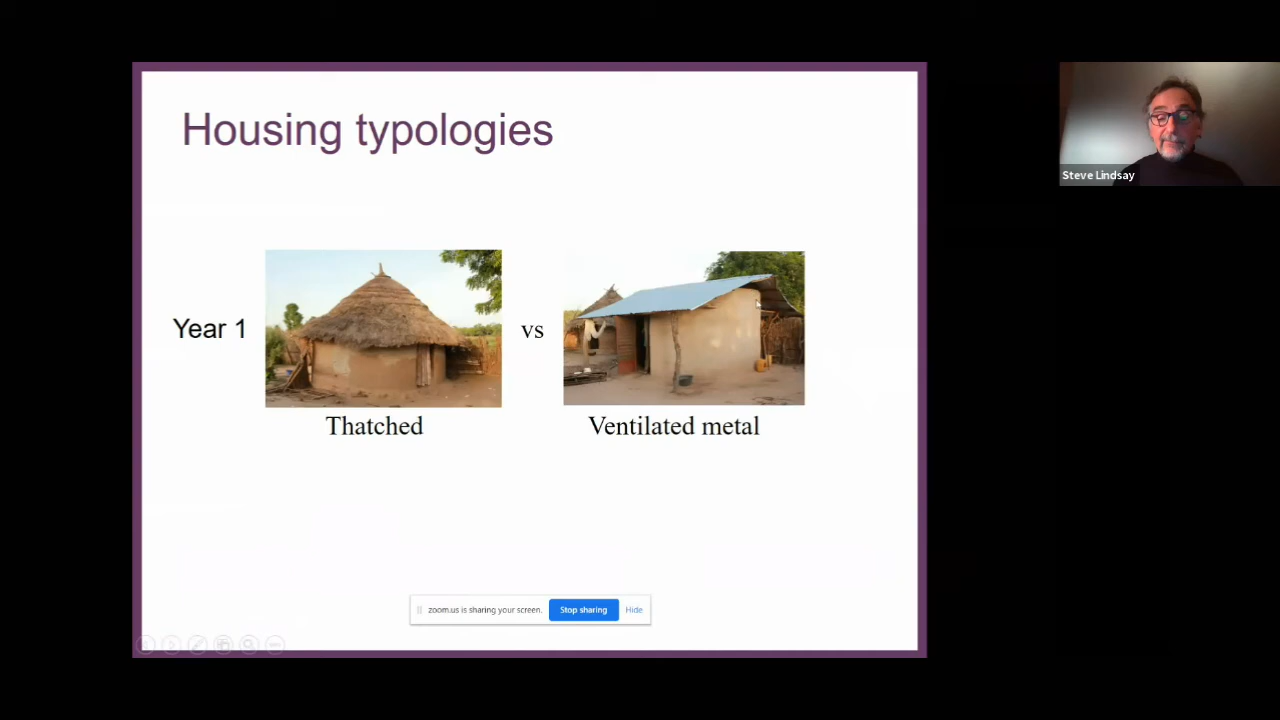 Housing typologies
Steve Lindsay
Year 1
vs
Thatched
Ventilated metal
zoom.us is sharing your screen.
Stop sharing
Hide